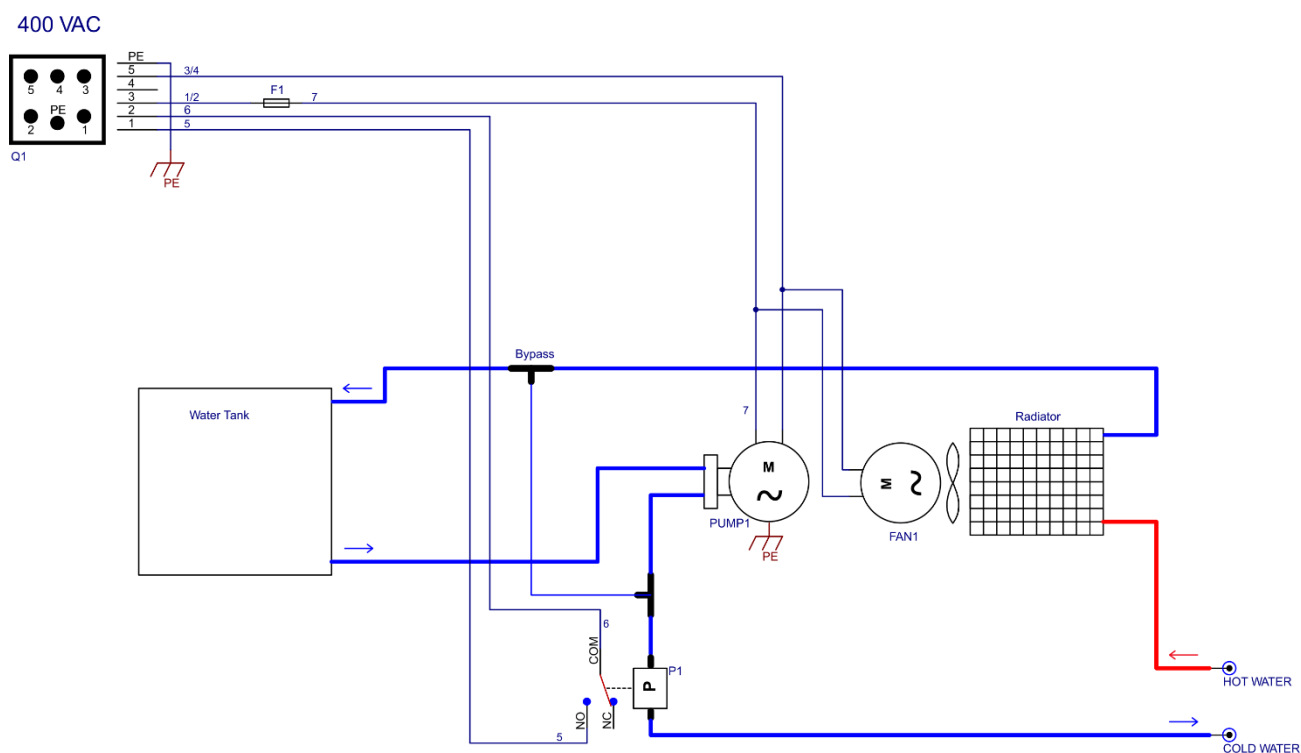 400 VAC
PE
5
4
3
2
1
3/4
1/2
6
5
F1
7
5 4 3
PE
2 1
Q1
PE
Bypass
Water Tank
7
M
PUMP1
PE
M
FAN1
Radiator
6
COM
P
P1
NO
NC
5
HOT WATER
COLD WATER